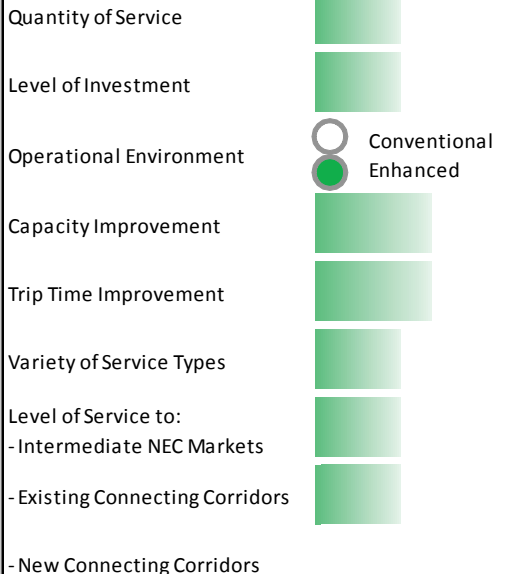 Quantity of Service
Level of Investment
Conventional
Operational Environment
Enhanced
Capacity Improvement
Trip Time Improvement
Variety of Service Types
Level of Service to:
- Intermediate NEC Markets
- Existing Connecting Corridors
- New Connecting Corridors